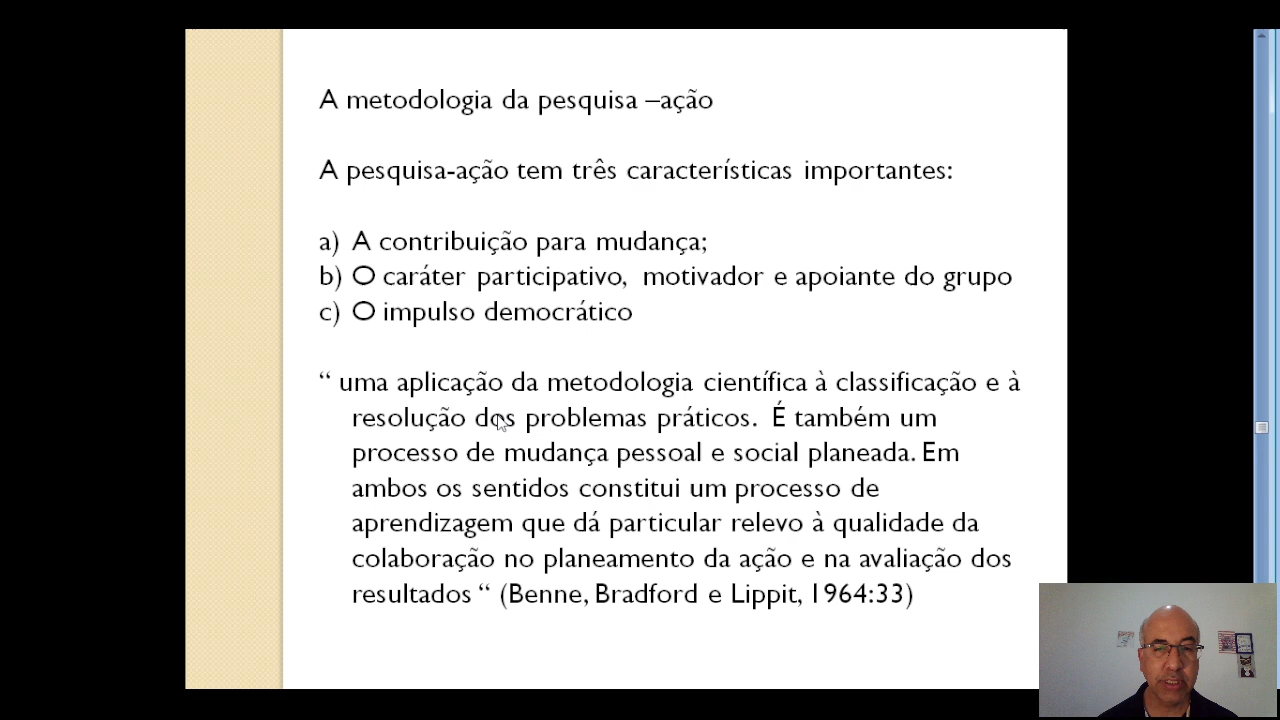 A metodologia da pesquisa –ação
A pesquisa-ação tem três características importantes:
a) A contribuição para mudança;
b) O caráter participativo, motivador e apoiante do grupo
c) O impulso democrático
“ uma aplicação da metodologia científica à classificação e à
resolução dos problemas práticos. É também um
processo de mudança pessoal e social planeada. Em
ambos os sentidos constitui um processo de
aprendizagem que dá particular relevo à qualidade da
colaboração no planeamento da ação e na avaliação dos
resultados “ (Benne, Bradford e Lippit, 1964:33)